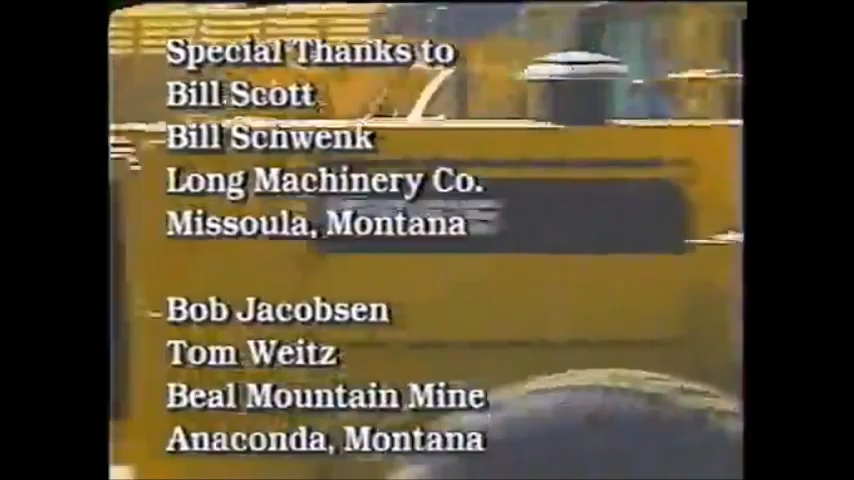 Special Thanks to
Bill Scott
Bill Schwenk
Long Machinery Co.
Missoula, Montana
Bob Jacobsen
Tom Weitz
Beal Mountain Mine
Anaconda, Montana